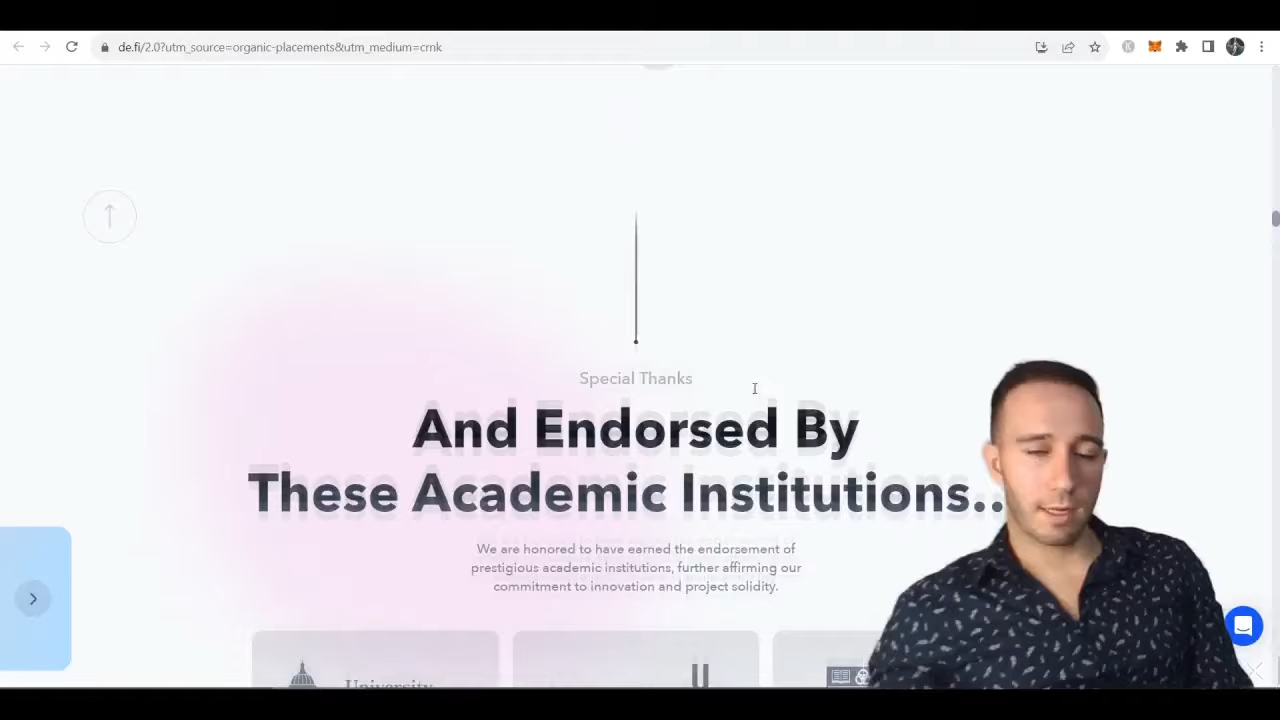 de.fi/2.0?utm_source=organic-placements&utm_medium=crnk
Special Thanks
And Endorsed By
These Academic Institutions..
We are honored to have earned the endorsement of
prestigious academic institutions, further affirming our
commitment to innovation and project solidity.
University